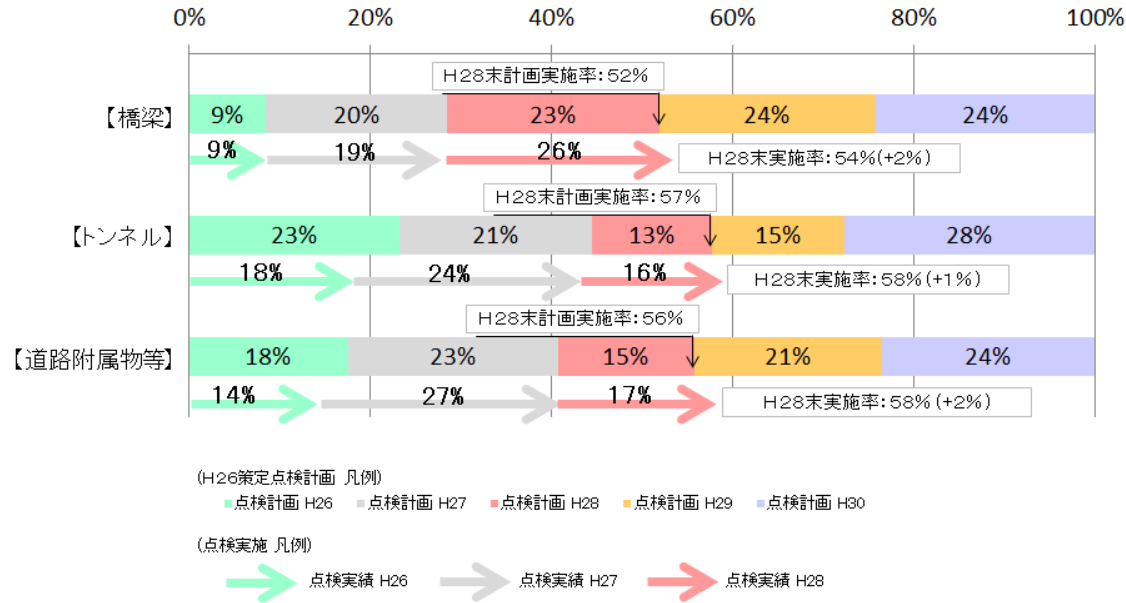 0% 20% 40% 60% 80% 100%
H28末計画実施率:52%
【橋梁】 9% 20% 23% 24% 24%
9% 19% 26% H28末実施率:54%(+2%)
H28末計画実施率:57%
【トンネル】 23% 21% 13% 15% 28%
18% 24% 16% H28末実施率:58%(+1%)
H28末計画実施率:56%
【道路附属物等】 18% 23% 15% 21% 24%
14% 27% 17% H28末実施率:58%(+2%)
(H26策定点検計画 凡例)
点検計画 H26 点検計画 H27 点検計画 H28 点検計画 H29 点検計画 H30
(点検実施 凡例)
点検実績 H26 点検実績 H27 点検実績 H28